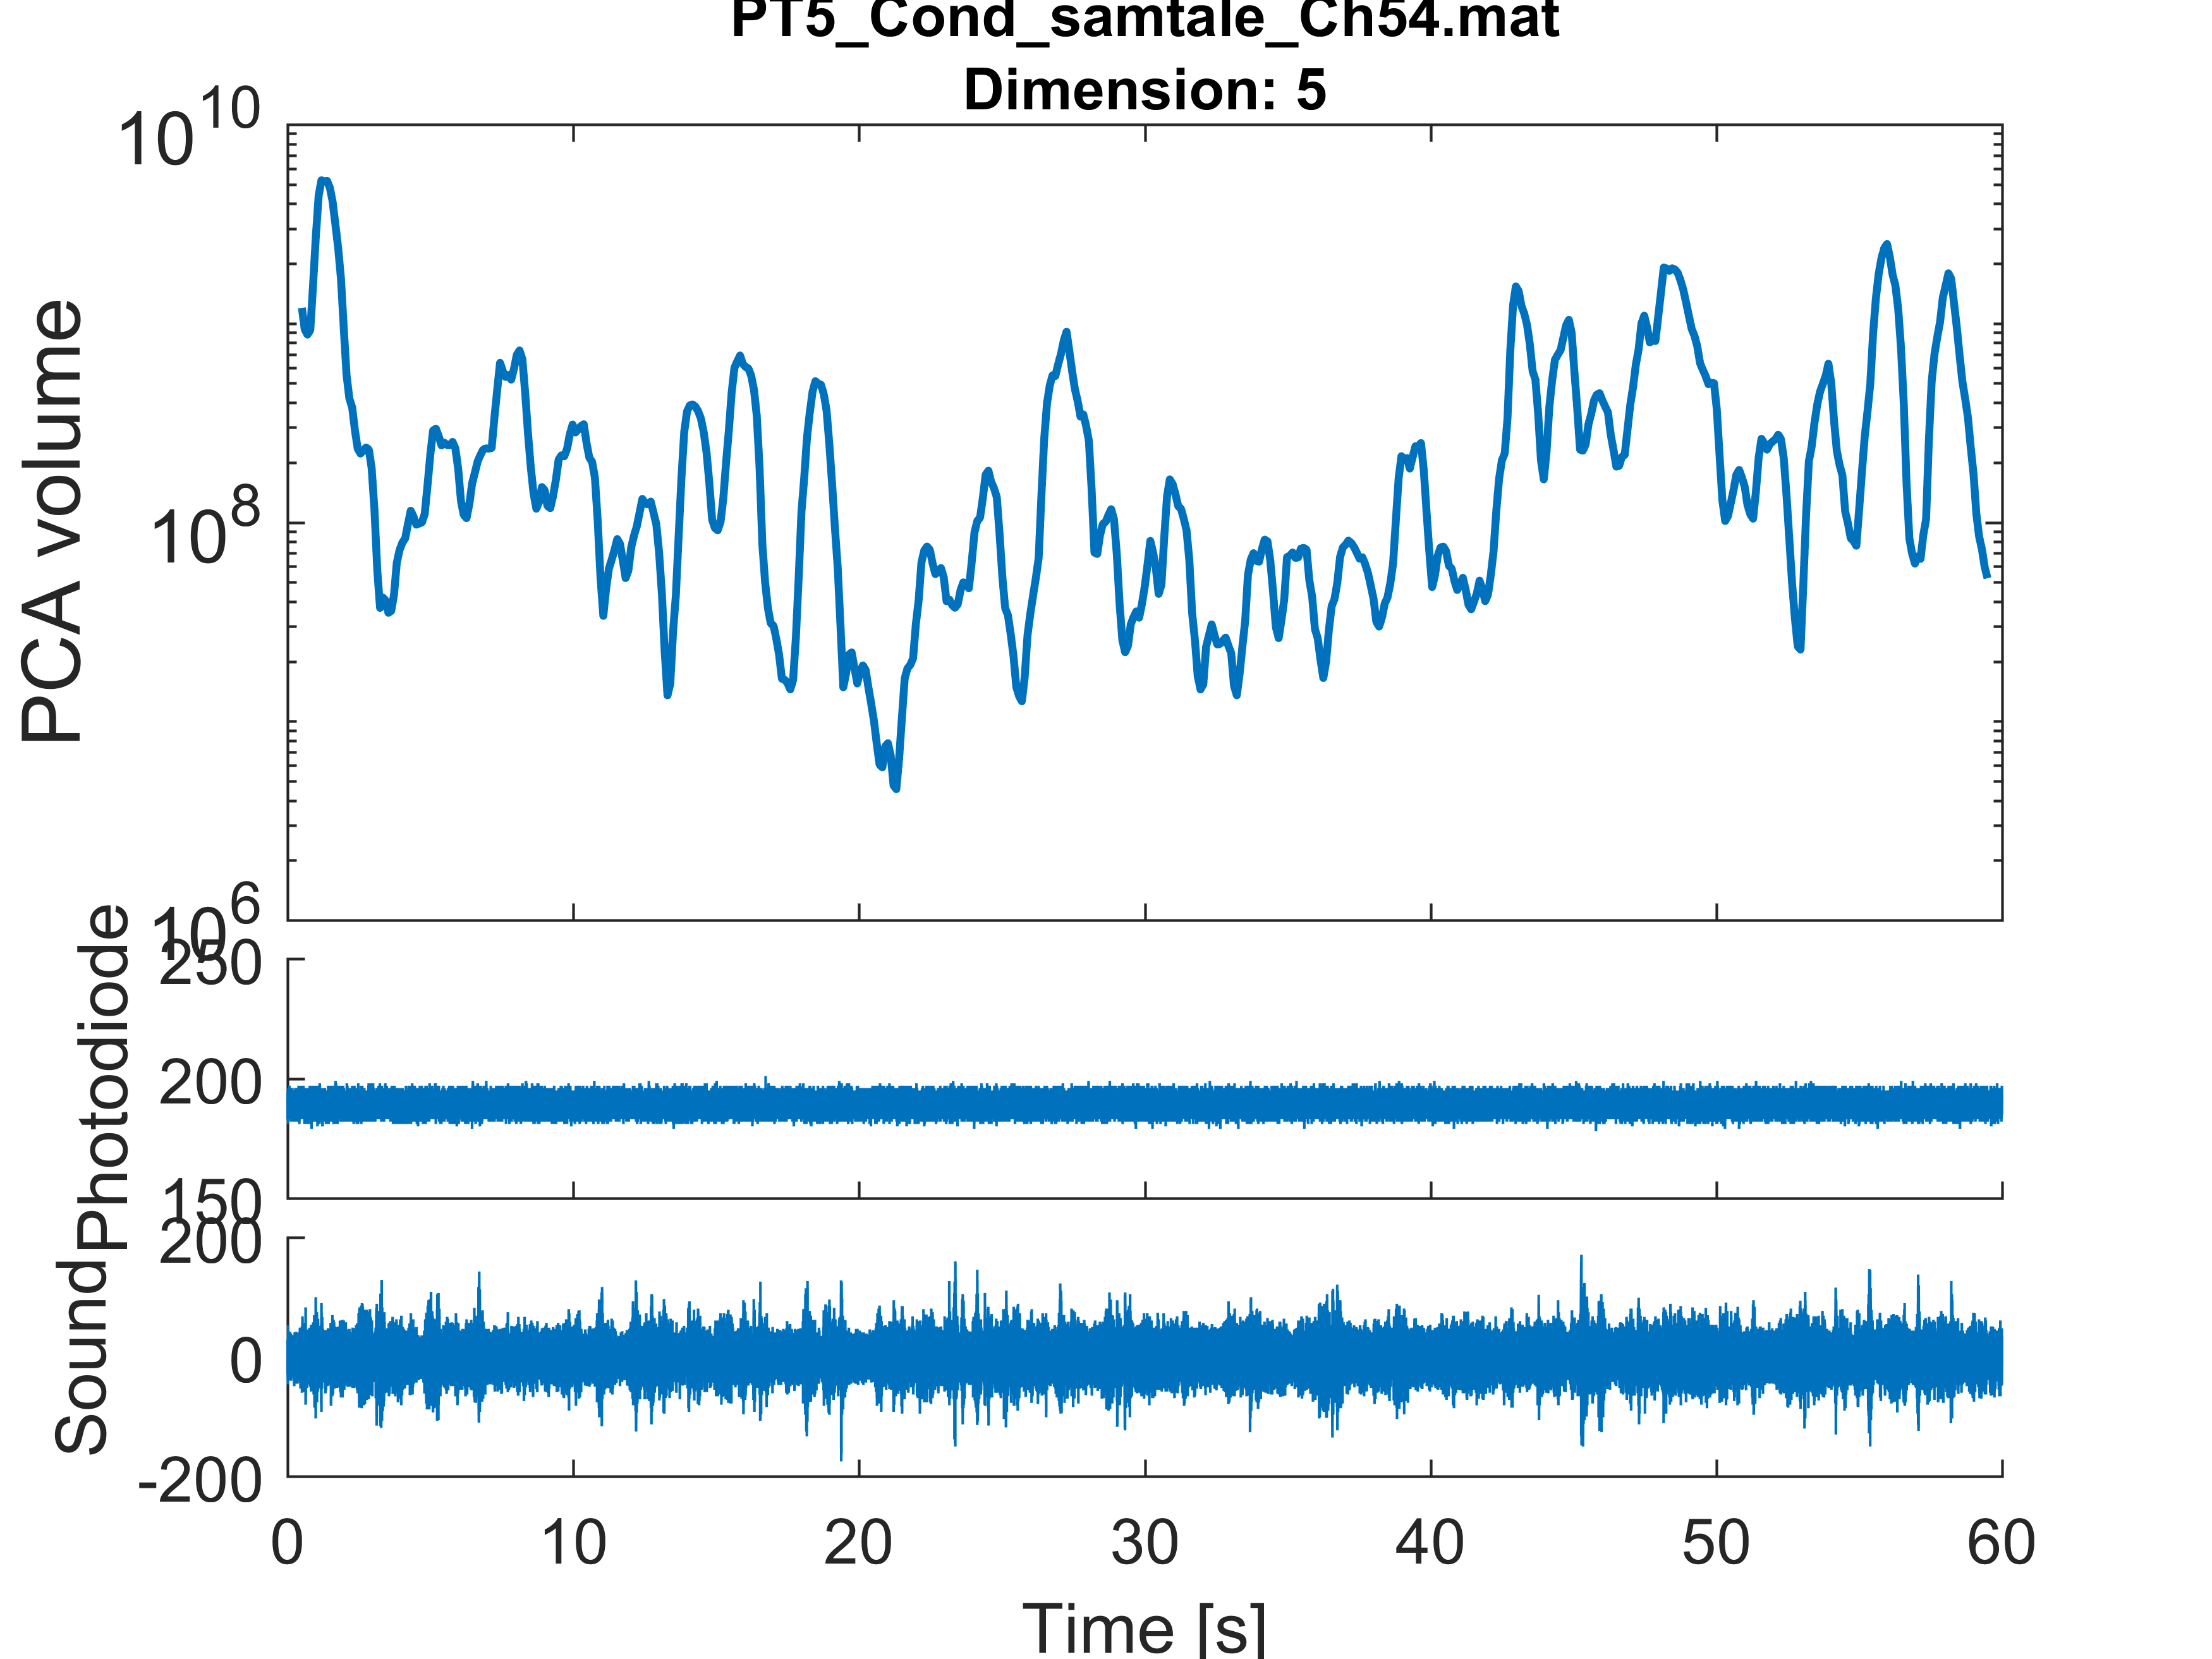 PT5_Cond_samtale_Ch54.mat
Dimension: 5
PCA volume
10^10
10^8
10^6
Photodiode
250
200
150
Sound
200
0
-200
0 10 20 30 40 50 60
Time [s]